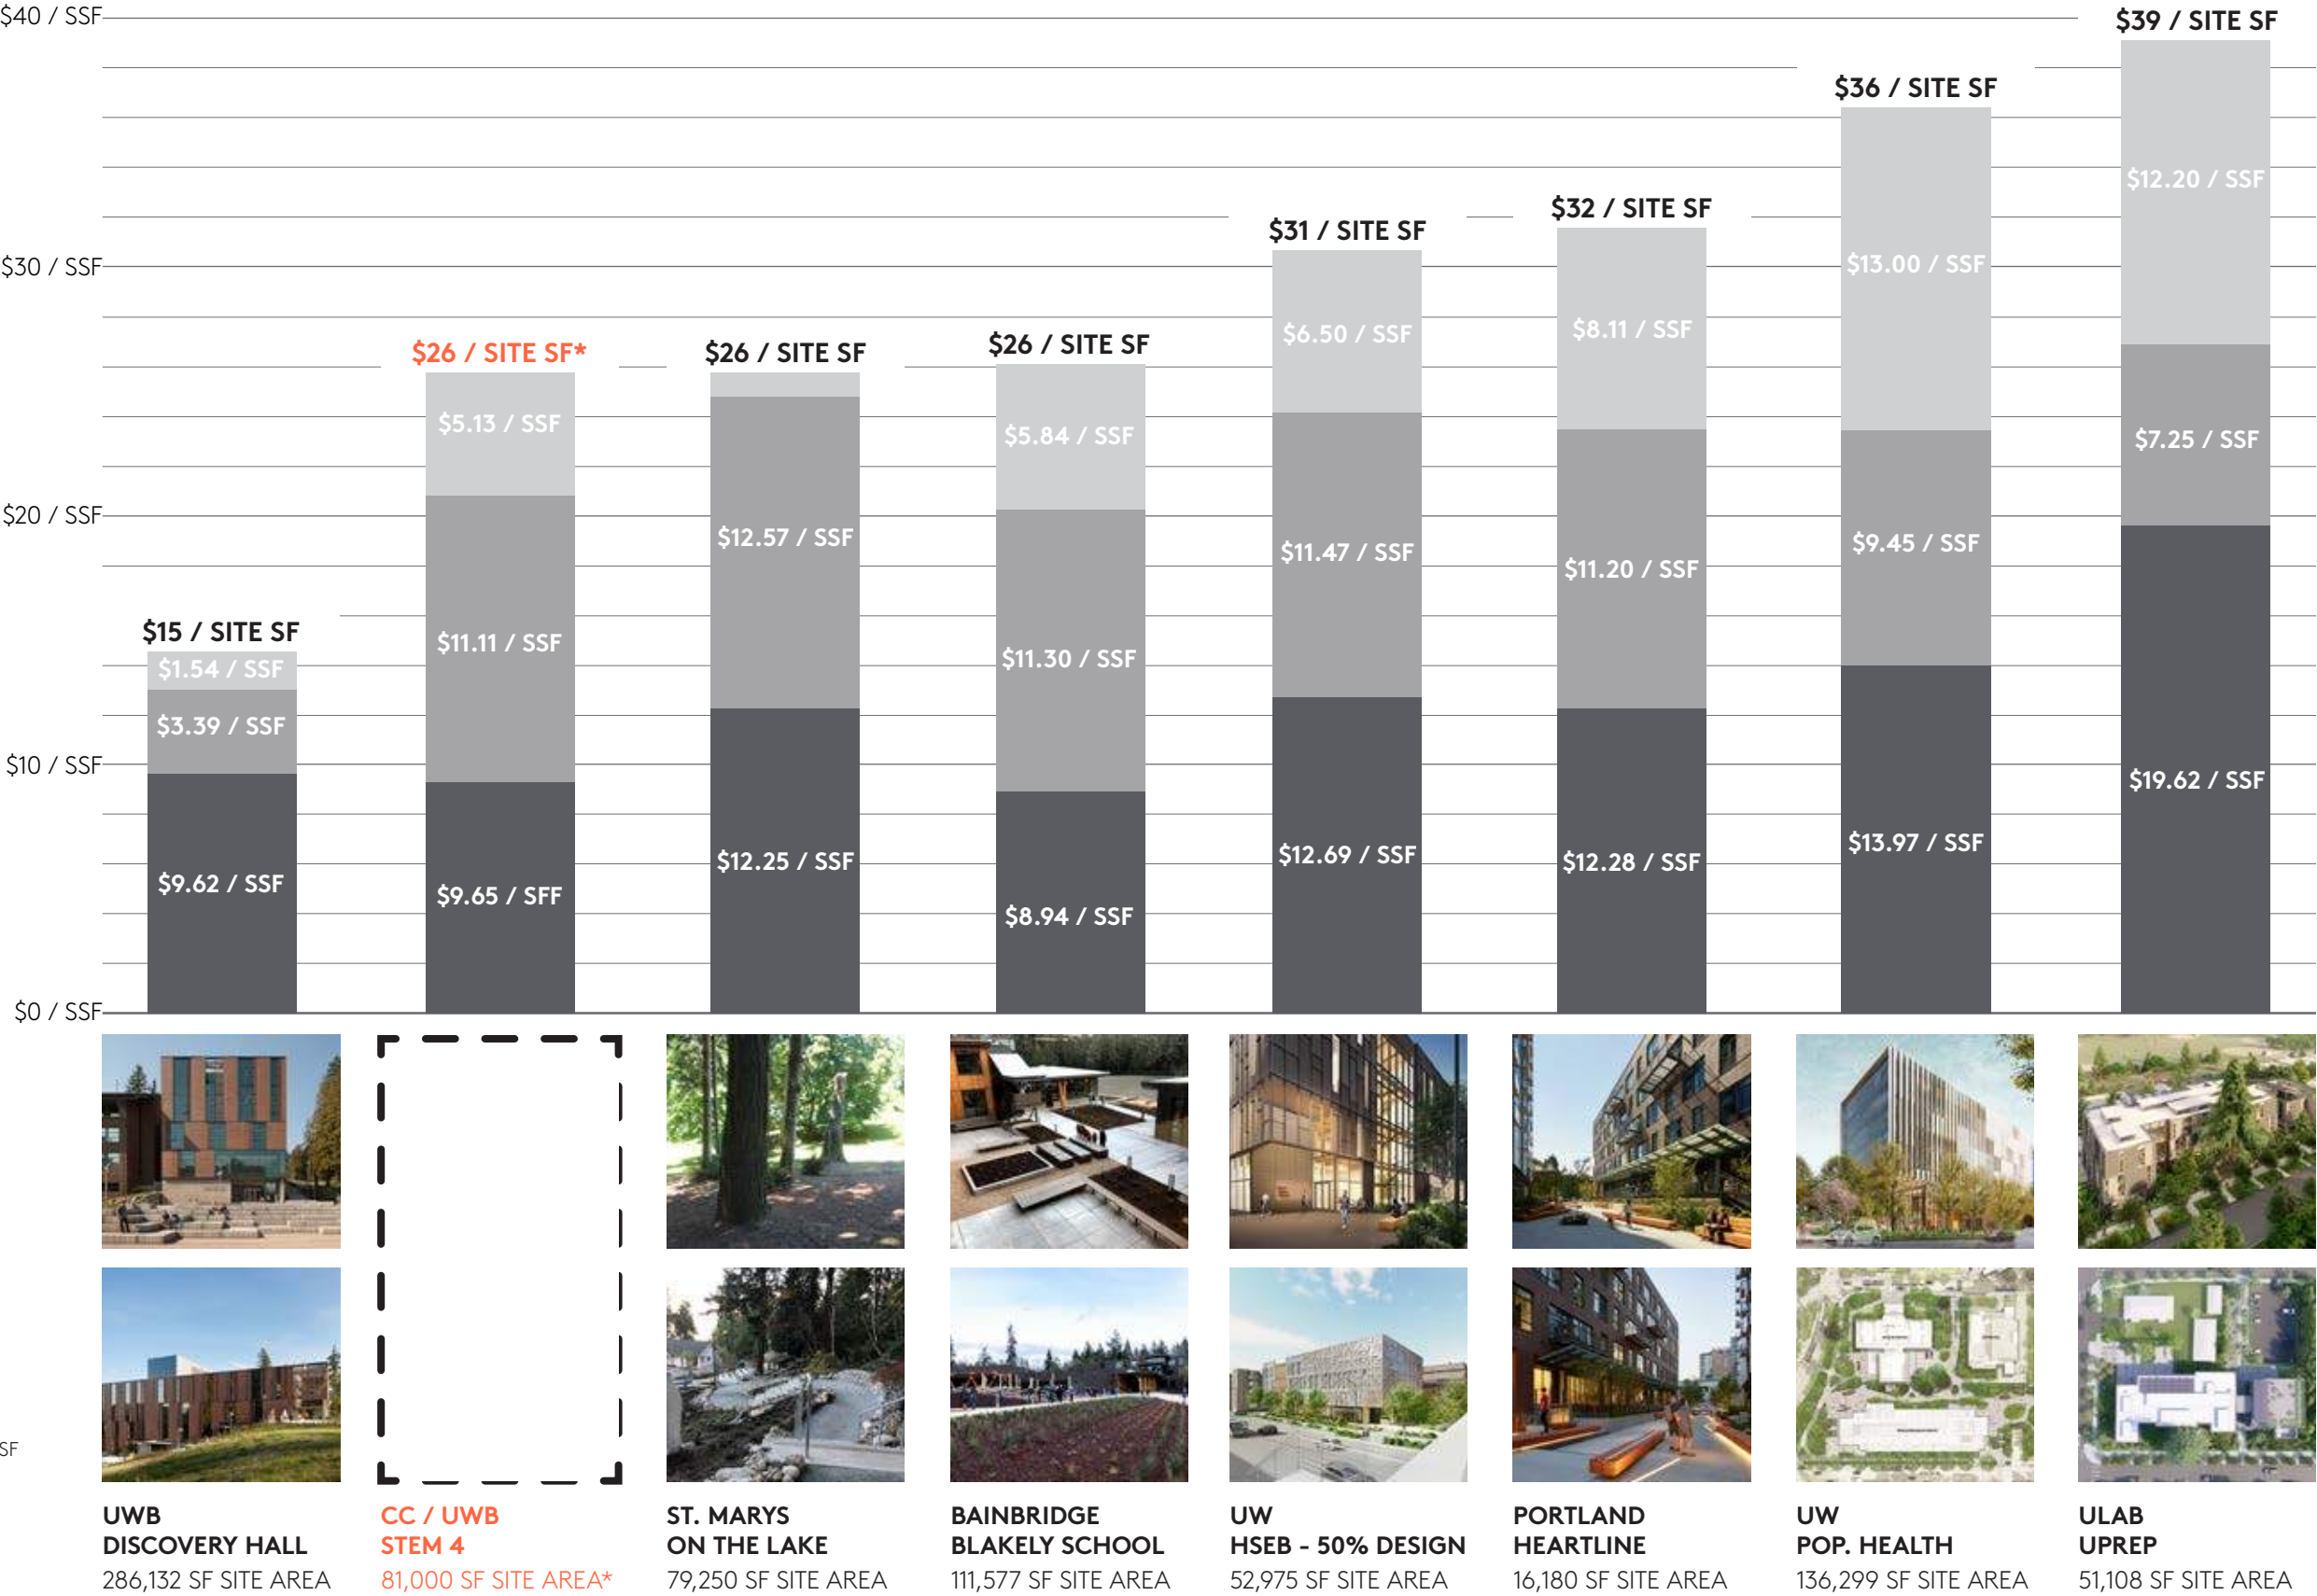 $40 / SSF
$30 / SSF
$20 / SSF
$10 / SSF
$0 / SSF
$15 / SITE SF
$1.54 / SSF
$3.39 / SSF
$9.62 / SSF
$26 / SITE SF*
$5.13 / SSF
$11.11 / SSF
$9.65 / SFF
$26 / SITE SF
$12.57 / SSF
$12.25 / SSF
$26 / SITE SF
$5.84 / SSF
$11.30 / SSF
$8.94 / SSF
$31 / SITE SF
$6.50 / SSF
$11.47 / SSF
$12.69 / SSF
$32 / SITE SF
$8.11 / SSF
$11.20 / SSF
$12.28 / SSF
$36 / SITE SF
$13.00 / SSF
$9.45 / SSF
$13.97 / SSF
$39 / SITE SF
$12.20 / SSF
$7.25 / SSF
$19.62 / SSF
SF
UWB
DISCOVERY HALL
286,132 SF SITE AREA
CC / UWB
STEM 4
81,000 SF SITE AREA*
ST. MARYS
ON THE LAKE
79,250 SF SITE AREA
BAINBRIDGE
BLAKELY SCHOOL
111,577 SF SITE AREA
UW
HSEB - 50% DESIGN
52,975 SF SITE AREA
PORTLAND
HEARTLINE
16,180 SF SITE AREA
UW
POP. HEALTH
136,299 SF SITE AREA
ULAB
UPREP
51,108 SF SITE AREA